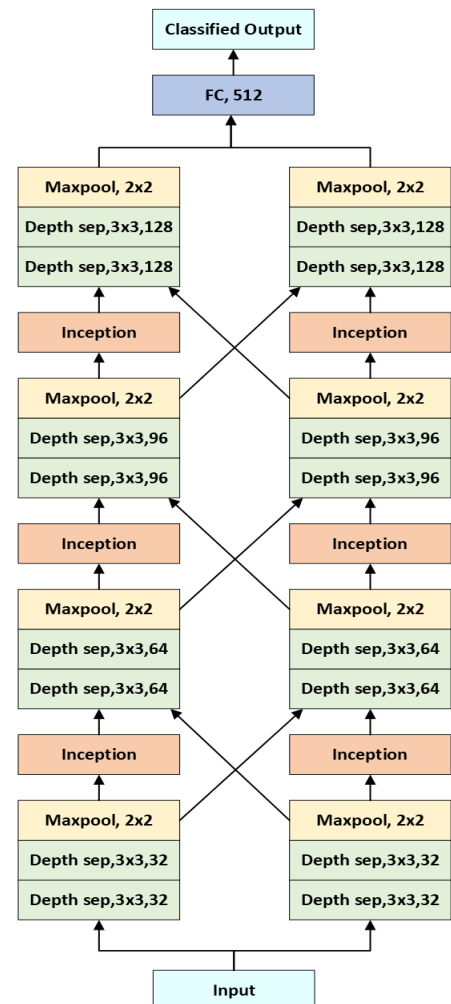 Classified Output
FC, 512
Maxpool, 2x2
Depth sep,3x3,128
Depth sep,3x3,128
Maxpool, 2x2
Depth sep,3x3,128
Depth sep,3x3,128
Inception
Inception
Maxpool, 2x2
Depth sep,3x3,96
Depth sep,3x3,96
Maxpool, 2x2
Depth sep,3x3,96
Depth sep,3x3,96
Inception
Inception
Maxpool, 2x2
Depth sep,3x3,64
Depth sep,3x3,64
Maxpool, 2x2
Depth sep,3x3,64
Depth sep,3x3,64
Inception
Inception
Maxpool, 2x2
Depth sep,3x3,32
Depth sep,3x3,32
Maxpool, 2x2
Depth sep,3x3,32
Depth sep,3x3,32
Input